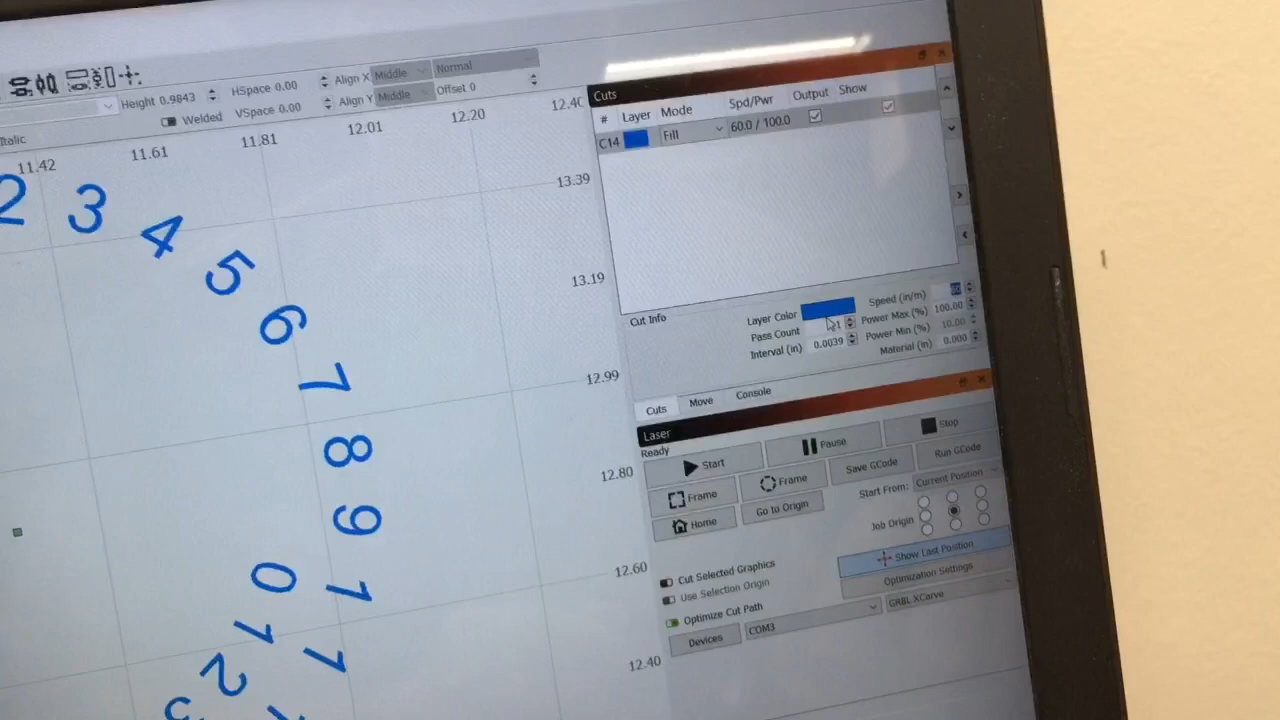 Height 0.9843
HSpace 0.00
Align X Middle
Normal
Welded
VSpace 0.00
Align Y Middle
Offset 0
Italic
11.42
11.61
11.81
12.01
12.20
12.40
13.39
13.19
12.99
12.80
12.60
12.40
2
3
4
5
6
7
8
9
1
1
0
1
2
Cuts
# Layer Mode Spd/Pwr Output Show
C14 Fill 60.0 / 100.0
Cut Info
Layer Color
Speed (in/m) 60
Pass Count 1
Power Max (%) 100.00
Interval (in) 0.0039
Power Min (%) 10.00
Material (in) 0.000
Cuts Move Console
Laser
Ready
Start Pause Stop
Frame Frame Save GCode Run GCode
Home Go to Origin
Start From: Current Position
Job Origin
Cut Selected Graphics
Use Selection Origin
Optimize Cut Path
Show Last Position
Optimization Settings
Devices COM3 GRBL XCarve